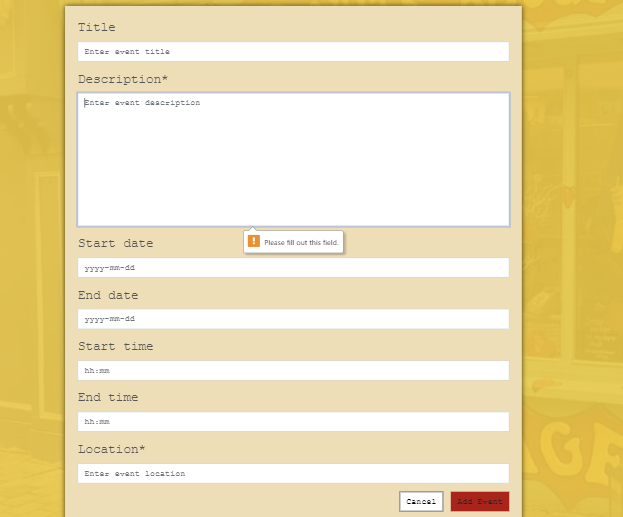 Title
Enter event title
Description*
Enter event description
! Please fill out this field.
Start date
yyyy-mm-dd
End date
yyyy-mm-dd
Start time
hh:mm
End time
hh:mm
Location*
Enter event location
Cancel Add Event